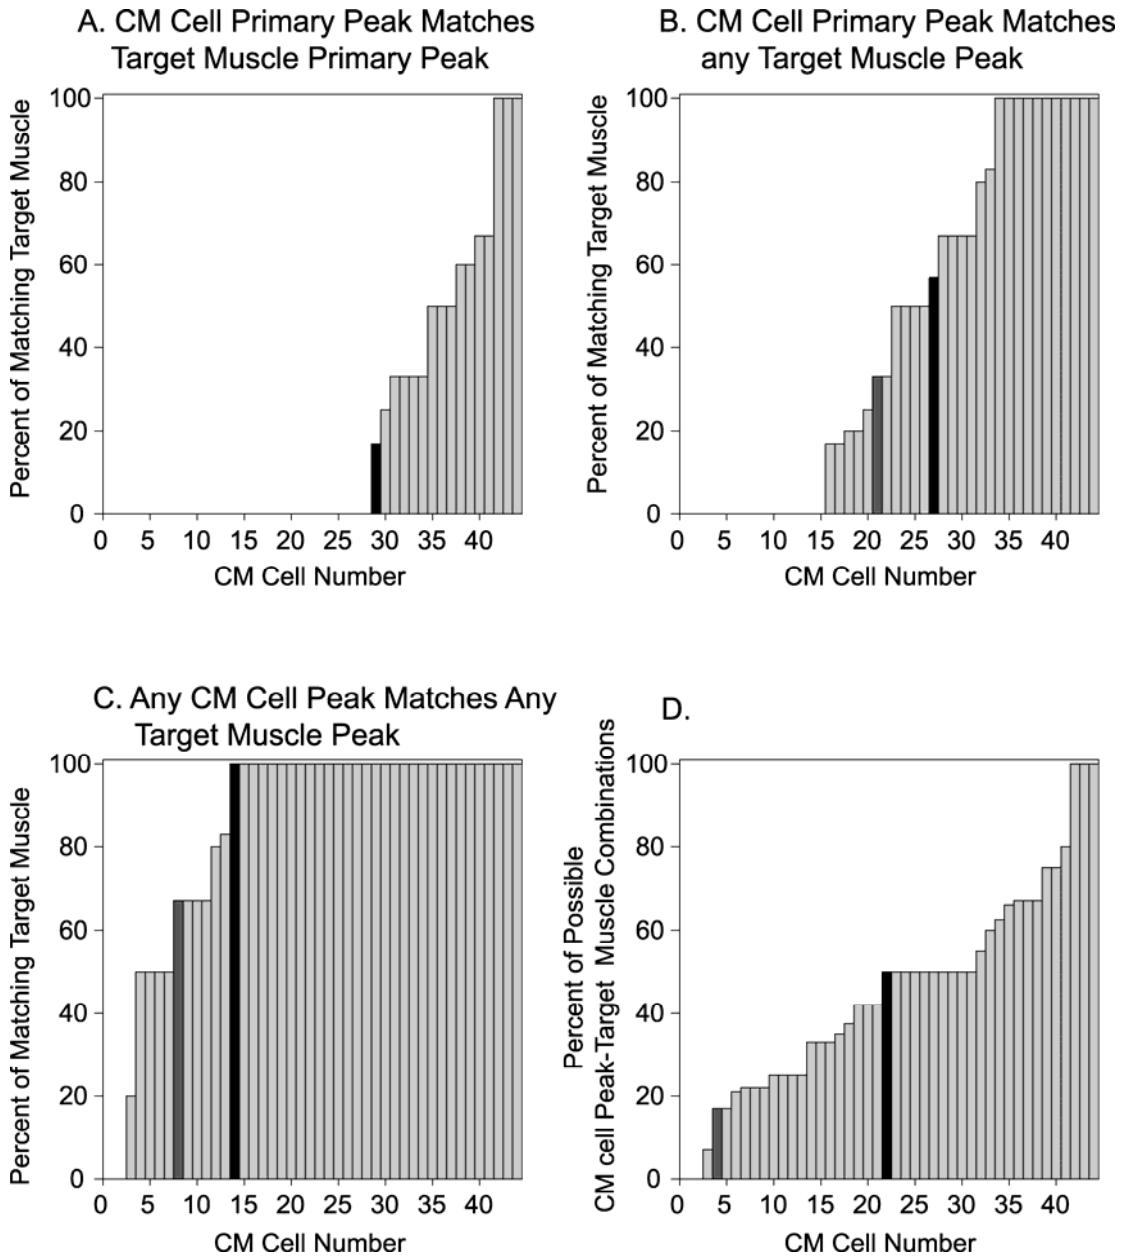 A. CM Cell Primary Peak Matches
Target Muscle Primary Peak
Percent of Matching Target Muscle
100
80
60
40
20
0
0 5 10 15 20 25 30 35 40
CM Cell Number
B. CM Cell Primary Peak Matches
any Target Muscle Peak
Percent of Matching Target Muscle
100
80
60
40
20
0
0 5 10 15 20 25 30 35 40
CM Cell Number
C. Any CM Cell Peak Matches Any
Target Muscle Peak
Percent of Matching Target Muscle
100
80
60
40
20
0
0 5 10 15 20 25 30 35 40
CM Cell Number
D.
Percent of Possible
CM cell Peak-Target Muscle Combinations
100
80
60
40
20
0
0 5 10 15 20 25 30 35 40
CM Cell Number